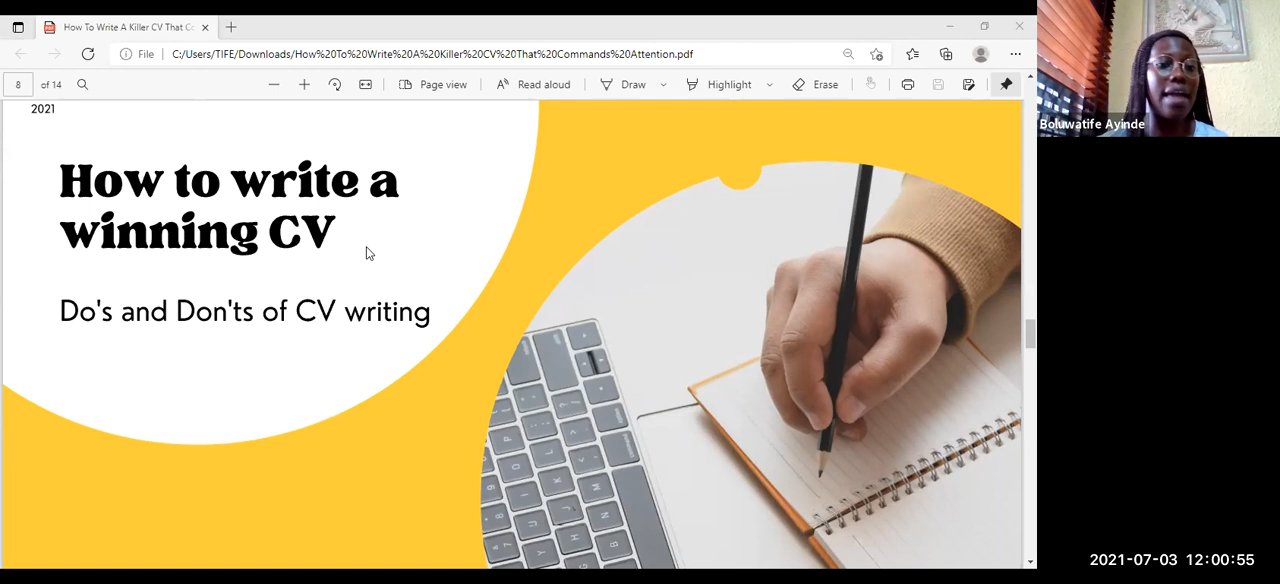 How To Write A Killer CV That Ce
File
C:/Users/TIFE/Downloads/How%20To%20Write%20A%20Killer%20CV%20That%20Commands%20Attention.pdf
8 of 14
Page view
Read aloud
Draw
Highlight
Erase
2021
How to write a
winning CV
Do's and Don'ts of CV writing
Boluwatife Ayinde
2021-07-03 12:00:55